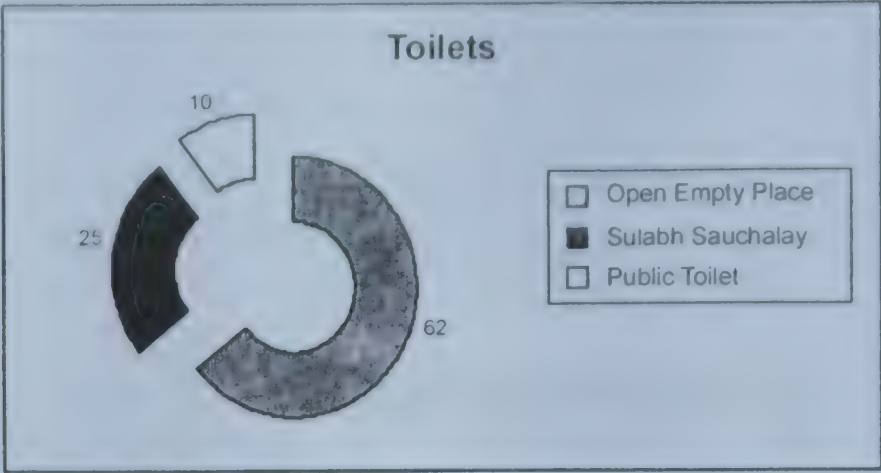 Toilets
10
25
62
Open Empty Place
Sulabh Sauchalay
Public Toilet